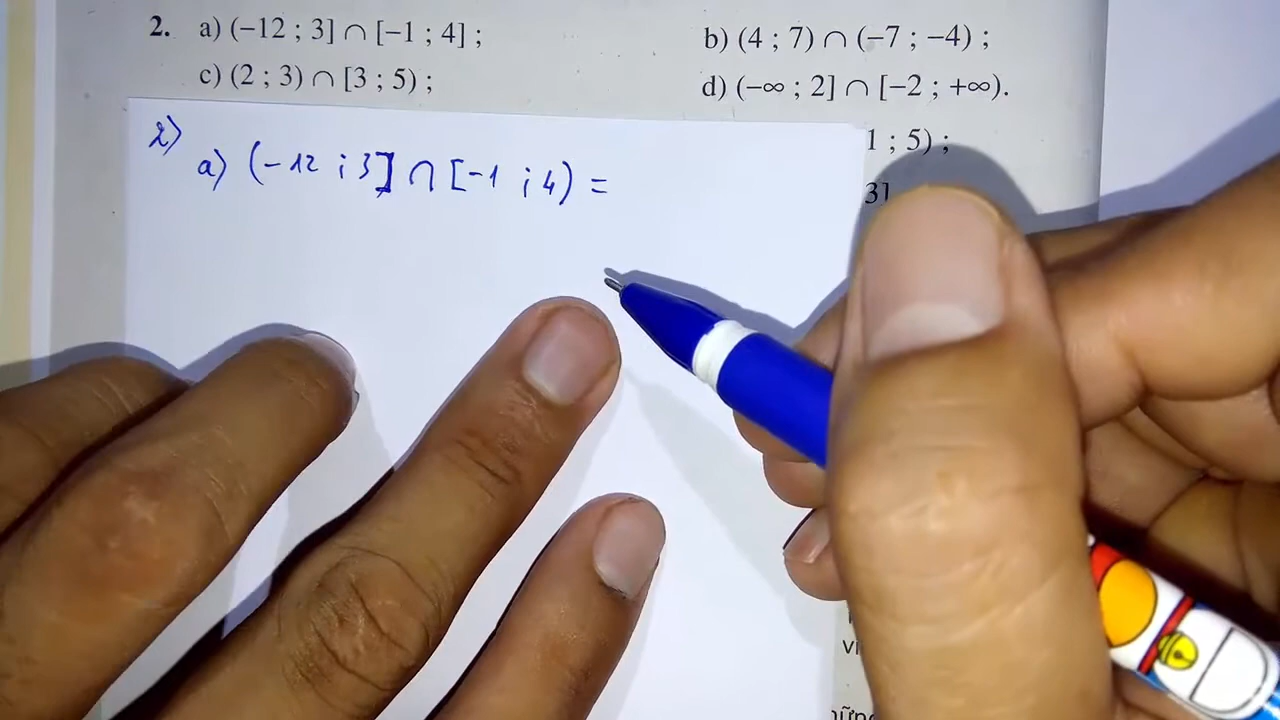 2. a) (−12 ; 3] ∩ [−1 ; 4] ; b) (4 ; 7) ∩ (−7 ; −4) ;
c) (2 ; 3) ∩ [3 ; 5) ; d) (−∞ ; 2] ∩ [−2 ; +∞).
1 ; 5) ;
3]
2)
a) (-12 ; 3] ∩ [-1 ; 4) =